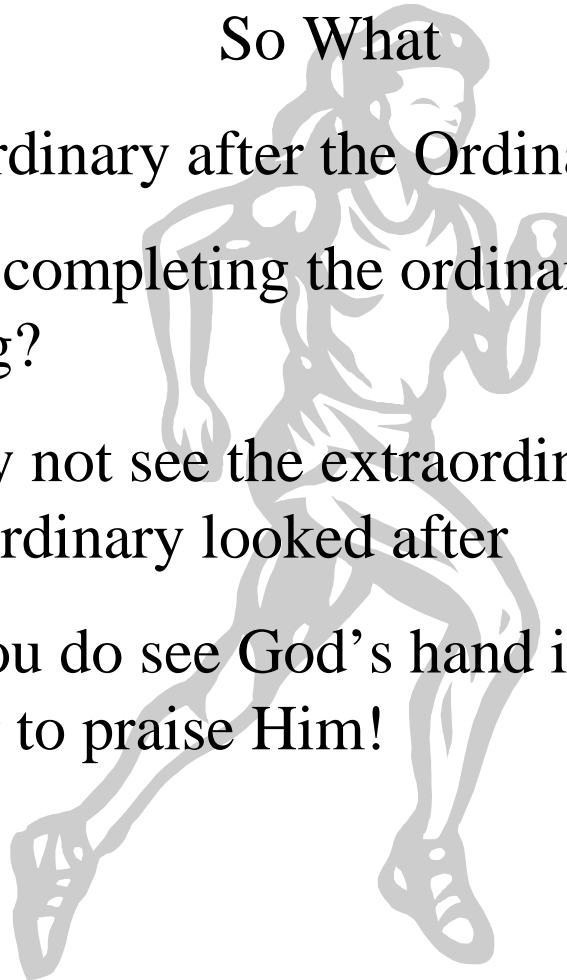 So What
rdinary after the Ordina
completing the ordina
g?
y not see the extraordin
rdinary looked after
ou do see God’s hand i
to praise Him!